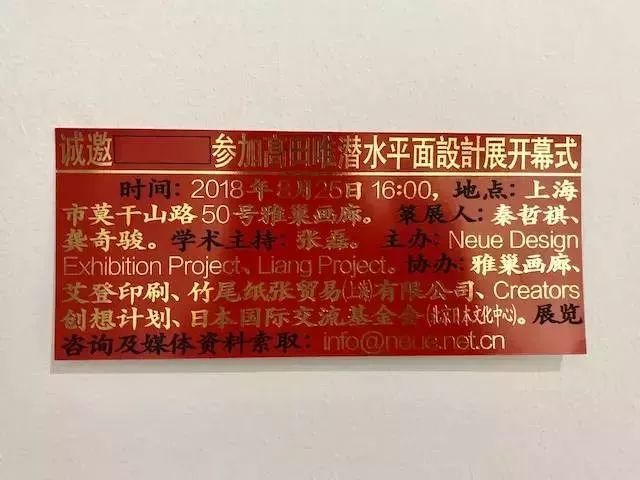 诚邀 参加高田唯潜水平面設計展开幕式
时间：2018年8月25日16:00，地点：上海
市莫干山路50号雅巢画廊。策展人：秦哲祺、
龚奇骏。学术主持：张磊。主办：Neue Design
Exhibition Project、Liang Project。协办：雅巢画廊、
艾登印刷、竹尾纸张贸易（上海）有限公司、Creators
创想计划、日本国际交流基金会（北京日本文化中心）。展览
咨询及媒体资料索取：info@neue.net.cn